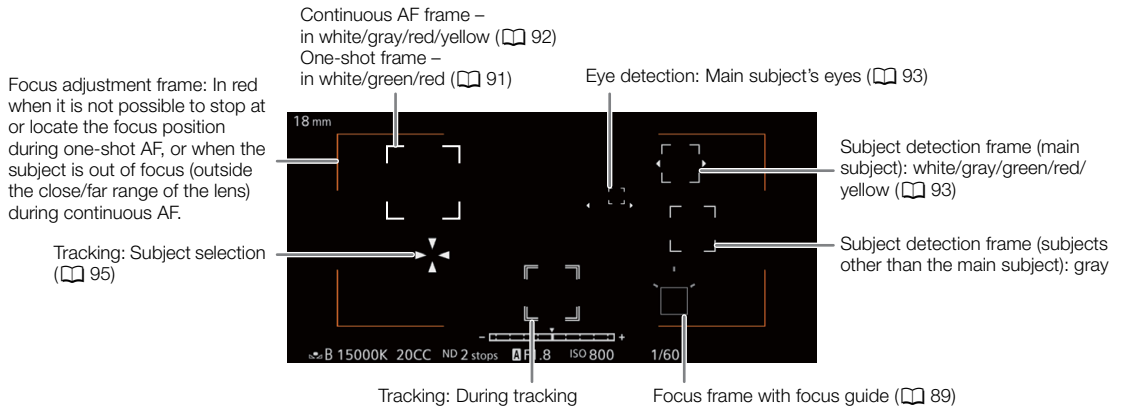 Continuous AF frame –
in white/gray/red/yellow (92)
One-shot frame –
in white/green/red (91)
Eye detection: Main subject's eyes (93)
Focus adjustment frame: In red
when it is not possible to stop at
or locate the focus position
during one-shot AF, or when the
subject is out of focus (outside
the close/far range of the lens)
during continuous AF.
18 mm
Subject detection frame (main
subject): white/gray/green/red/
yellow (93)
Tracking: Subject selection
(95)
Subject detection frame (subjects
other than the main subject): gray
- +
B 15000K 20CC ND 2 stops A F1.8 ISO 800 1/60
Tracking: During tracking
Focus frame with focus guide (89)